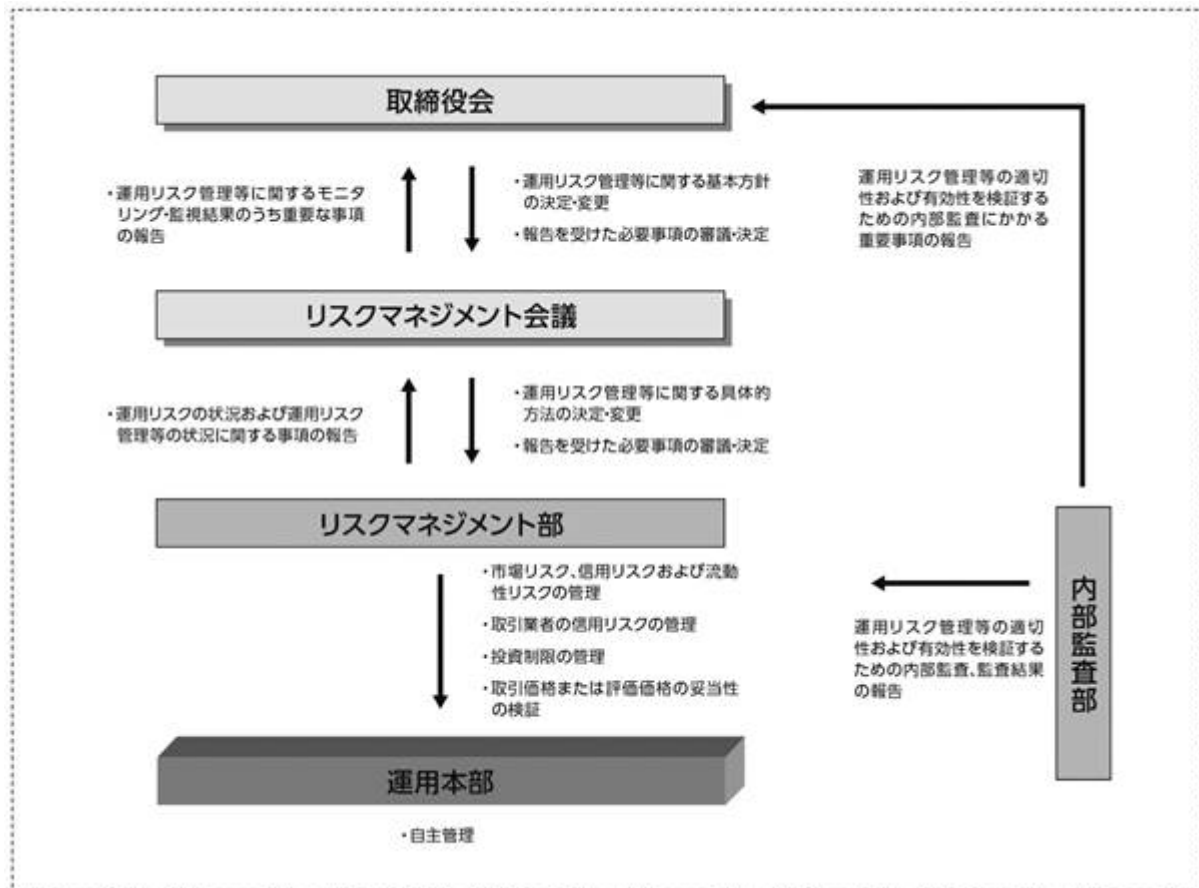 取締役会
・運用リスク管理等に関するモニタ
リング・監視結果のうち重要な事項
の報告
・運用リスク管理等に関する基本方針
の決定・変更
・報告を受けた必要事項の審議・決定
運用リスク管理等の適切
性および有効性を検証する
ための内部監査にかかる
重要事項の報告
リスクマネジメント会議
・運用リスクの状況および運用リスク
管理等の状況に関する事項の報告
・運用リスク管理等に関する具体的
方法の決定・変更
・報告を受けた必要事項の審議・決定
リスクマネジメント部
・市場リスク、信用リスクおよび流動
性リスクの管理
・取引業者の信用リスクの管理
・投資制限の管理
・取引価格または評価価格の妥当性
の検証
運用リスク管理等の適切
性および有効性を検証する
ための内部監査、監査結果
の報告
内部監査部
運用本部
・自主管理